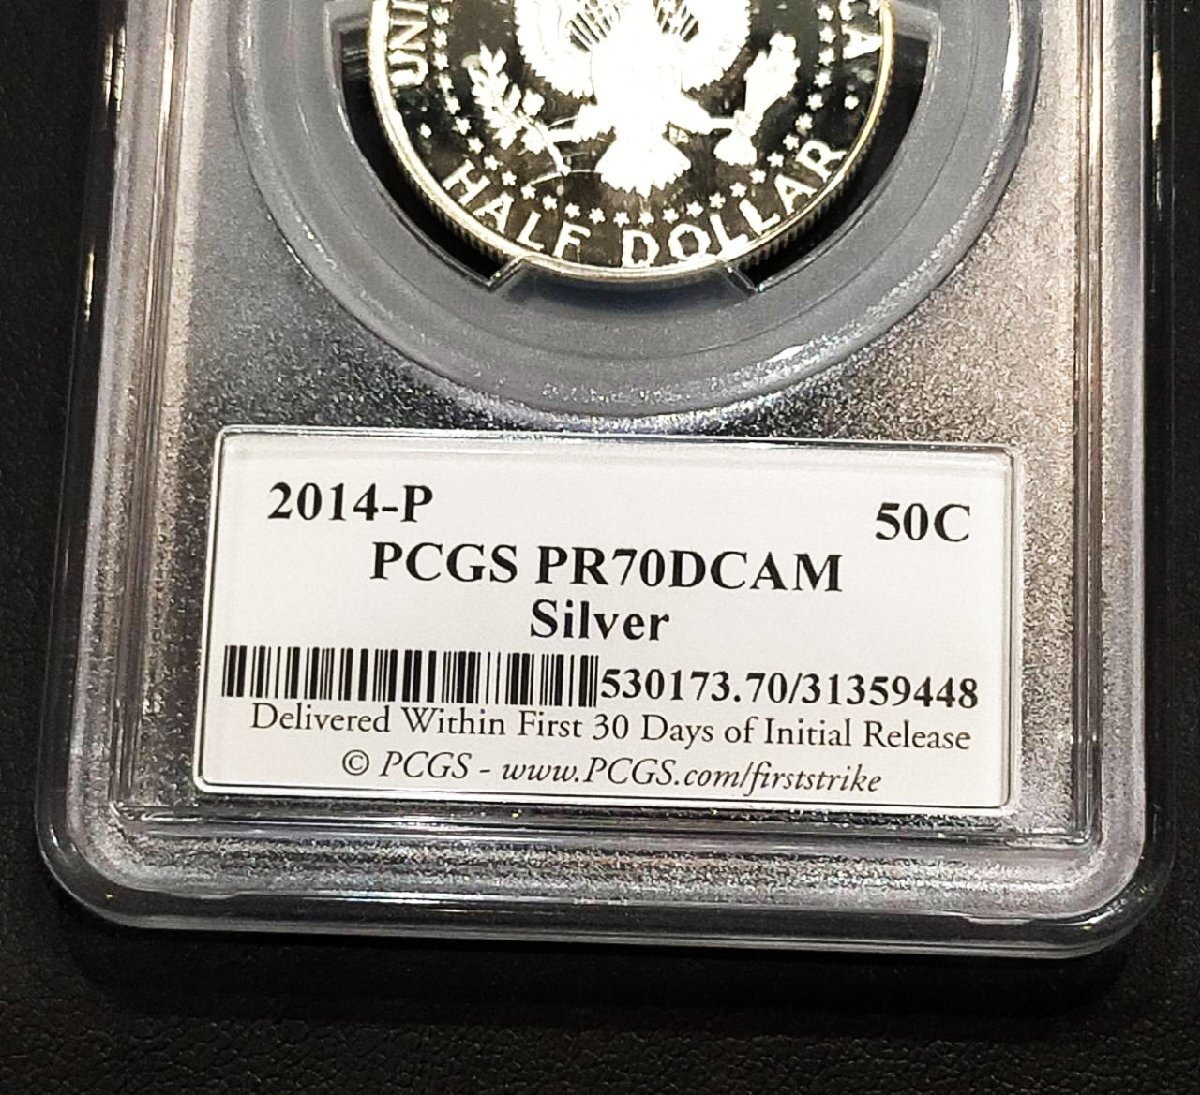 UNI
A
HALF DOLLAR
2014-P 50C
PCGS PR70DCAM
Silver
530173.70/31359448
Delivered Within First 30 Days of Initial Release
© PCGS - www.PCGS.com/firststrike